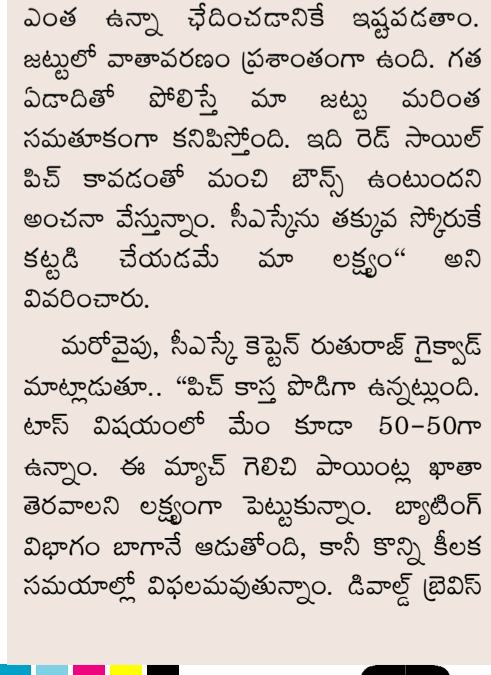 ఎంత ఉన్నా ఛేదించడానికే ఇష్టపడతాం.
జట్టులో వాతావరణం ప్రశాంతంగా ఉంది. గత
ఏడాదితో పోలిస్తే మా జట్టు మరింత
సమతూకంగా కనిపిస్తోంది. ఇది రెడ్ సాయిల్
పిచ్ కావడంతో మంచి బౌన్స్ ఉంటుందని
అంచనా వేస్తున్నాం. సీఎస్కేను తక్కువ స్కోరుకే
కట్టడి చేయడమే మా లక్ష్యం“ అని
వివరించారు.
మరోవైపు, సీఎస్కే కెప్టెన్ రుతురాజ్ గైక్వాడ్
మాట్లాడుతూ.. “పిచ్ కాస్త పొడిగా ఉన్నట్లుంది.
టాస్ విషయంలో మేం కూడా 50-50గా
ఉన్నాం. ఈ మ్యాచ్ గెలిచి పాయింట్ల ఖాతా
తెరవాలని లక్ష్యంగా పెట్టుకున్నాం. బ్యాటింగ్
విభాగం బాగానే ఆడుతోంది, కానీ కొన్ని కీలక
సమయాల్లో విఫలమవుతున్నాం. డివాల్డ్ బ్రెవిస్